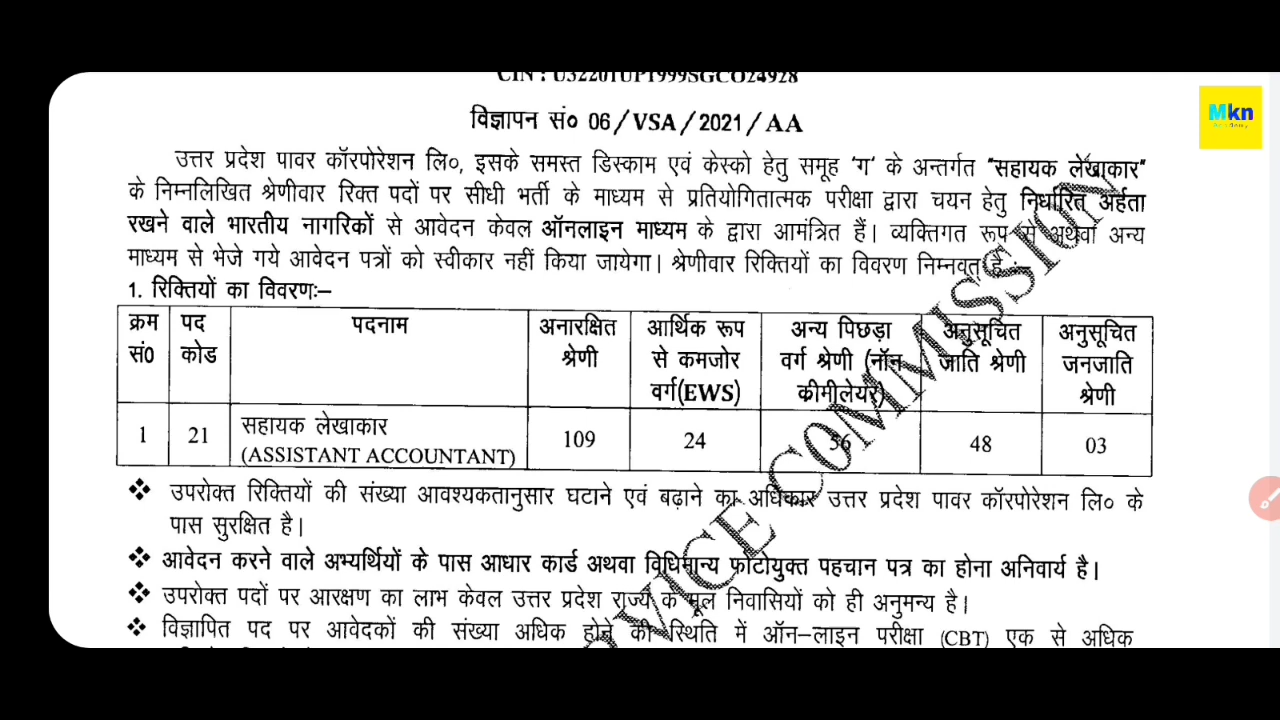 CIN : U32201UP1999SGC024928
विज्ञापन सं० 06/VSA/2021/AA
Mkn
Academy
उत्तर प्रदेश पावर कॉरपोरेशन लि०, इसके समस्त डिस्काम एवं केस्को हेतु समूह 'ग' के अन्तर्गत "सहायक लेखाकार"
के निम्नलिखित श्रेणीवार रिक्त पदों पर सीधी भर्ती के माध्यम से प्रतियोगितात्मक परीक्षा द्वारा चयन हेतु निर्धारित अर्हता
रखने वाले भारतीय नागरिकों से आवेदन केवल ऑनलाइन माध्यम के द्वारा आमंत्रित हैं। व्यक्तिगत रूप से अथवा अन्य
माध्यम से भेजे गये आवेदन पत्रों को स्वीकार नहीं किया जायेगा। श्रेणीवार रिक्तियों का विवरण निम्नवत् है :-
1. रिक्तियों का विवरणः–
क्रम सं० पद कोड पदनाम अनारक्षित श्रेणी आर्थिक रूप से कमजोर वर्ग(EWS) अन्य पिछड़ा वर्ग श्रेणी (नॉन क्रीमीलेयर) अनुसूचित जाति श्रेणी अनुसूचित जनजाति श्रेणी
1 21 सहायक लेखाकार (ASSISTANT ACCOUNTANT) 109 24 56 48 03
❖ उपरोक्त रिक्तियों की संख्या आवश्यकतानुसार घटाने एवं बढ़ाने का अधिकार उत्तर प्रदेश पावर कॉरपोरेशन लि० के
पास सुरक्षित है।
❖ आवेदन करने वाले अभ्यर्थियों के पास आधार कार्ड अथवा विधिमान्य फोटोयुक्त पहचान पत्र का होना अनिवार्य है।
❖ उपरोक्त पदों पर आरक्षण का लाभ केवल उत्तर प्रदेश राज्य के मूल निवासियों को ही अनुमन्य है।
❖ विज्ञापित पद पर आवेदकों की संख्या अधिक होने की स्थिति में ऑन–लाइन परीक्षा (CBT) एक से अधिक
VICE COMMISSION